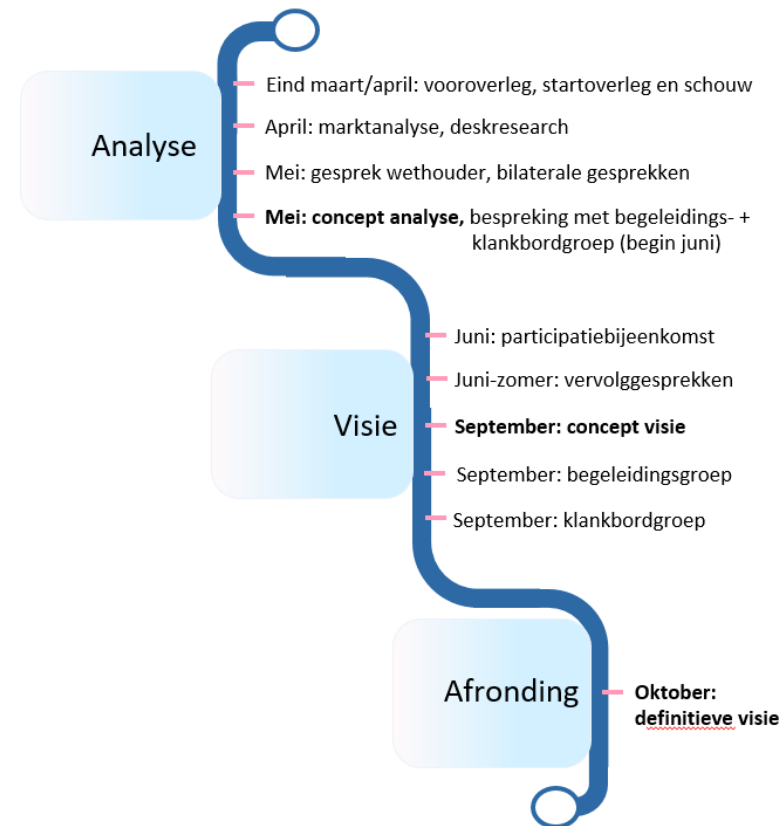 Analyse
Eind maart/april: vooroverleg, startoverleg en schouw
April: marktanalyse, deskresearch
Mei: gesprek wethouder, bilaterale gesprekken
Mei: concept analyse, bespreking met begeleidings- +
klankbordgroep (begin juni)
Visie
Juni: participatiebijeenkomst
Juni-zomer: vervolggesprekken
September: concept visie
September: begeleidingsgroep
September: klankbordgroep
Afronding
Oktober:
definitieve visie